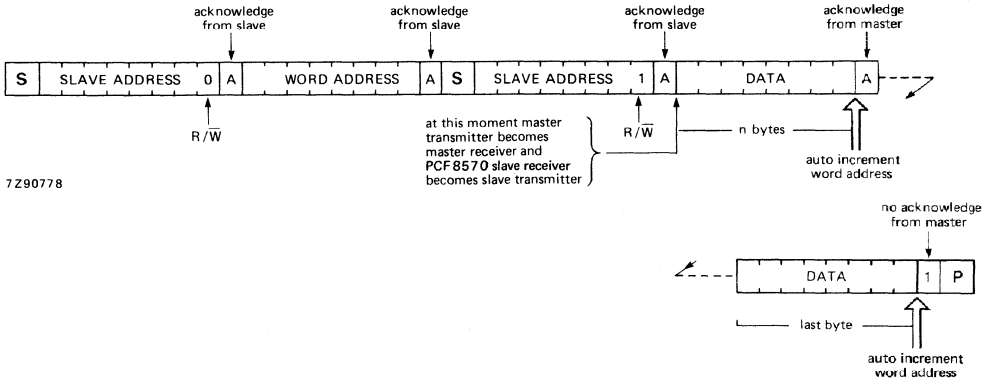 acknowledge
from slave
acknowledge
from slave
acknowledge
from slave
acknowledge
from master
S SLAVE ADDRESS 0 A WORD ADDRESS A S SLAVE ADDRESS 1 A DATA A
R/W̅
at this moment master
transmitter becomes
master receiver and
PCF8570 slave receiver
becomes slave transmitter
R/W̅
n bytes
auto increment
word address
7Z90778
no acknowledge
from master
DATA 1 P
last byte
auto increment
word address